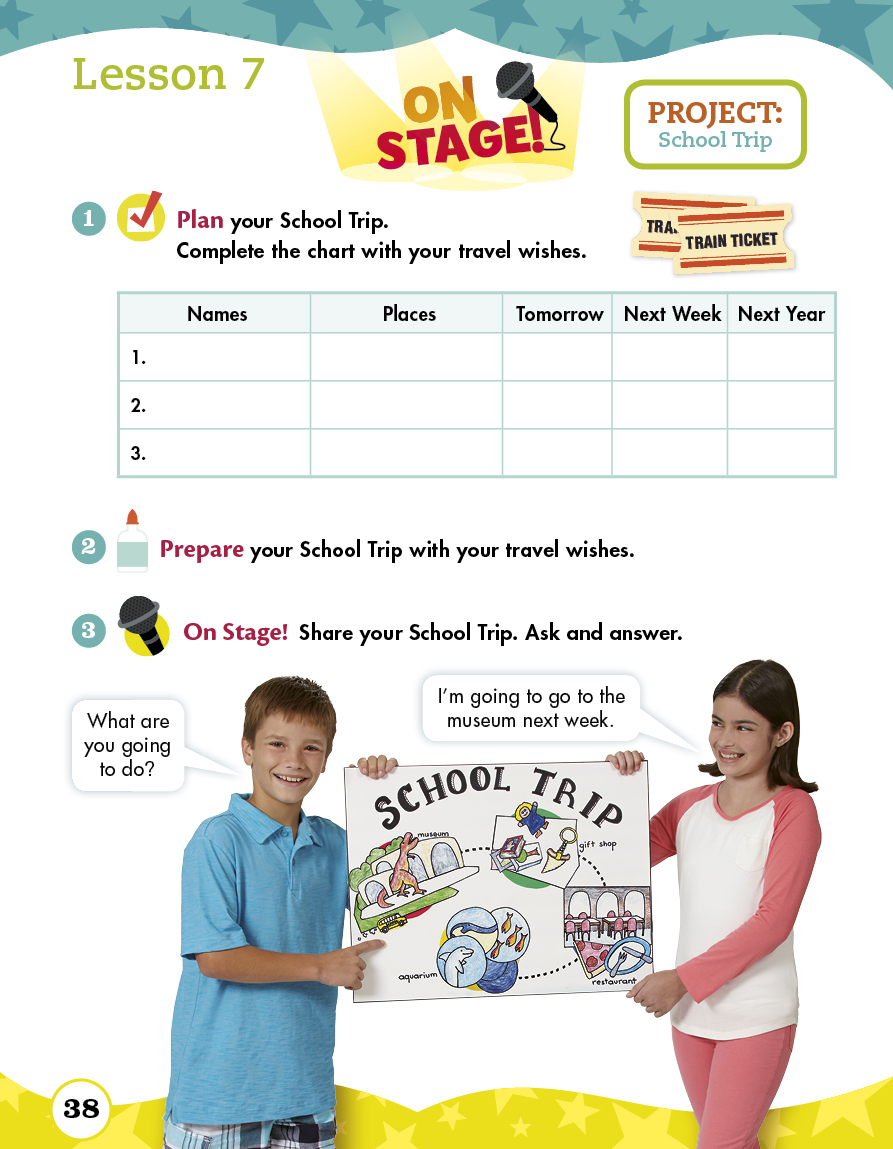 Lesson 7
ON
STAGE!
PROJECT:
School Trip
1
Plan your School Trip.
Complete the chart with your travel wishes.
TRA
TRAIN TICKET
Names Places Tomorrow Next Week Next Year
1.
2.
3.
2
Prepare your School Trip with your travel wishes.
3
On Stage! Share your School Trip. Ask and answer.
What are
you going
to do?
I'm going to go to the
museum next week.
SCHOOL TRIP
museum
gift shop
aquarium
restaurant
38